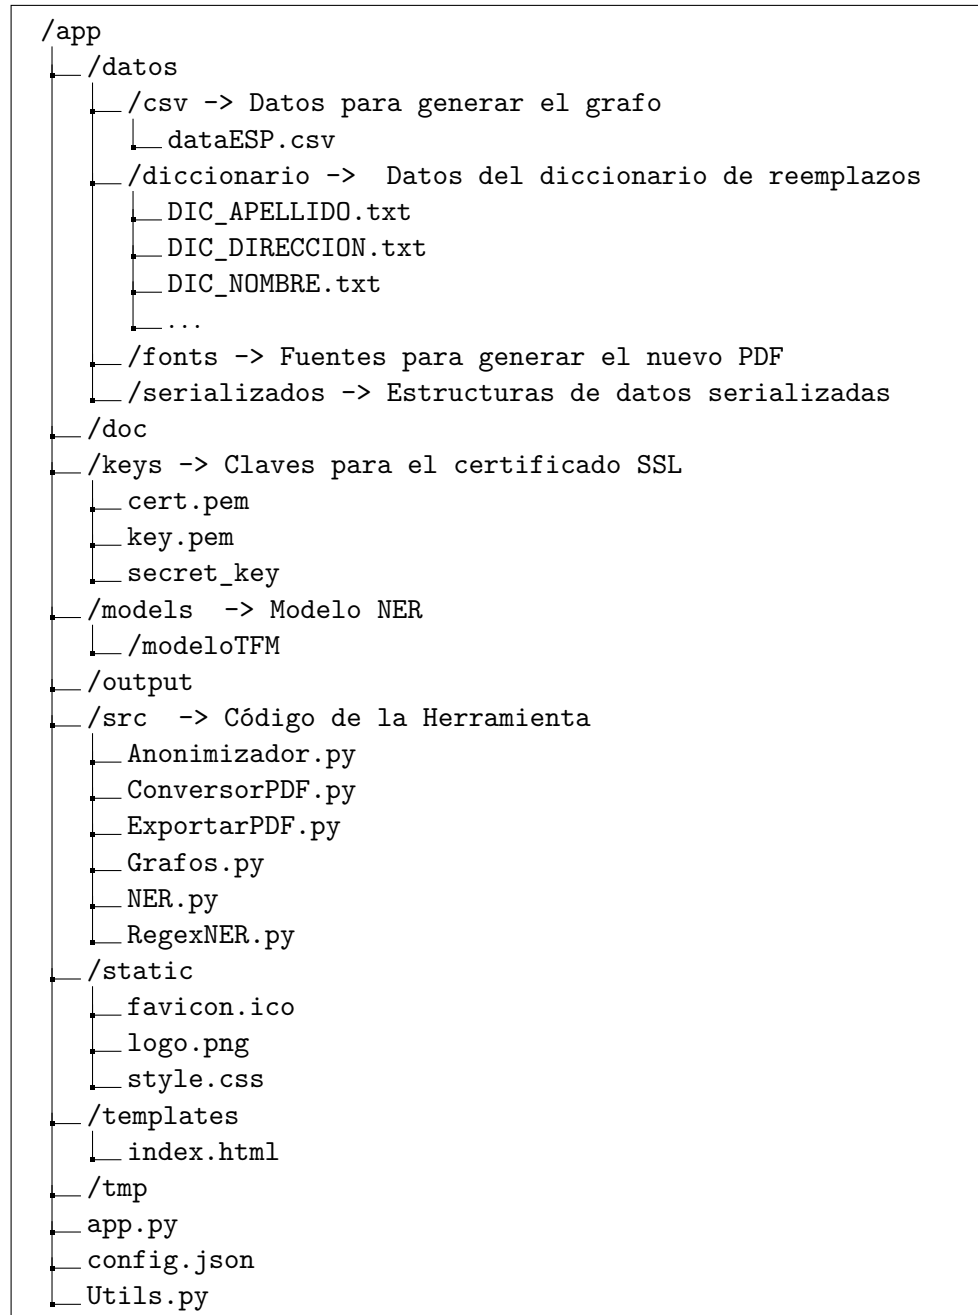 /app
/datos
/csv -> Datos para generar el grafo
dataESP.csv
/diccionario -> Datos del diccionario de reemplazos
DIC_APELLIDO.txt
DIC_DIRECCION.txt
DIC_NOMBRE.txt
...
/fonts -> Fuentes para generar el nuevo PDF
/serializados -> Estructuras de datos serializadas
/doc
/keys -> Claves para el certificado SSL
cert.pem
key.pem
secret_key
/models -> Modelo NER
/modeloTFM
/output
/src -> Código de la Herramienta
Anonimizador.py
ConversorPDF.py
ExportarPDF.py
Grafos.py
NER.py
RegexNER.py
/static
favicon.ico
logo.png
style.css
/templates
index.html
/tmp
app.py
config.json
Utils.py